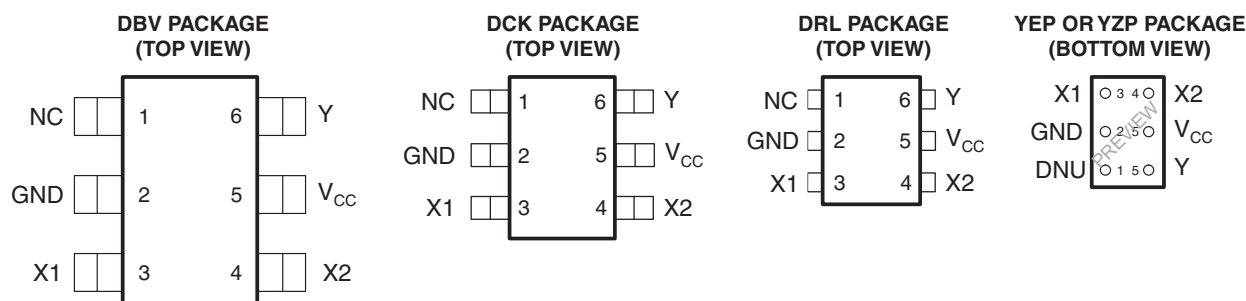 DBV PACKAGE
(TOP VIEW)
NC 1 6 Y
GND 2 5 VCC
X1 3 4 X2
DCK PACKAGE
(TOP VIEW)
NC 1 6 Y
GND 2 5 VCC
X1 3 4 X2
DRL PACKAGE
(TOP VIEW)
NC 1 6 Y
GND 2 5 VCC
X1 3 4 X2
YEP OR YZP PACKAGE
(BOTTOM VIEW)
X1 3 4 X2
GND 2 5 VCC
DNU 1 5 Y
PREVIEW